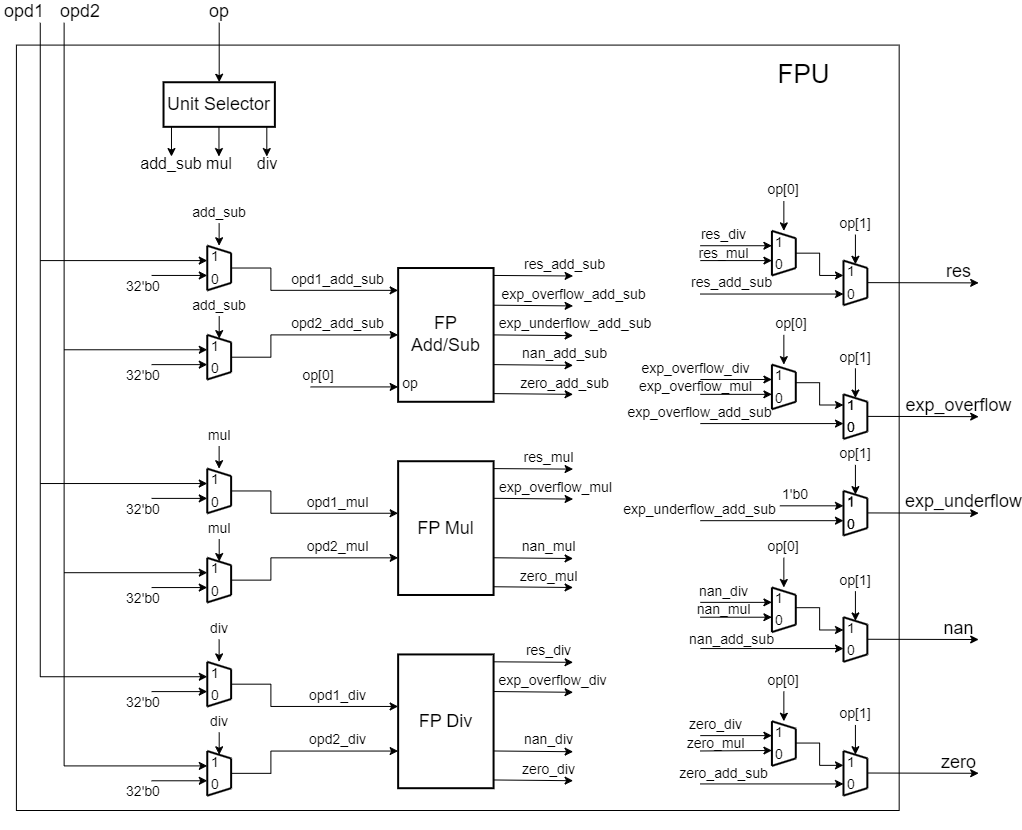 opd1
opd2
op
FPU
Unit Selector
add_sub
mul
div
add_sub
1
0
32'b0
opd1_add_sub
add_sub
1
0
32'b0
opd2_add_sub
op[0]
FP
Add/Sub
op
res_add_sub
exp_overflow_add_sub
exp_underflow_add_sub
nan_add_sub
zero_add_sub
mul
1
0
32'b0
opd1_mul
mul
1
0
32'b0
opd2_mul
FP Mul
res_mul
exp_overflow_mul
nan_mul
zero_mul
div
1
0
32'b0
opd1_div
div
1
0
32'b0
opd2_div
FP Div
res_div
exp_overflow_div
nan_div
zero_div
op[0]
res_div
res_mul
1
0
op[1]
res_add_sub
1
0
res
op[0]
exp_overflow_div
exp_overflow_mul
1
0
op[1]
exp_overflow_add_sub
1
0
exp_overflow
op[1]
1'b0
exp_underflow_add_sub
1
0
exp_underflow
op[0]
nan_div
nan_mul
1
0
op[1]
nan_add_sub
1
0
nan
op[0]
zero_div
zero_mul
1
0
op[1]
zero_add_sub
1
0
zero